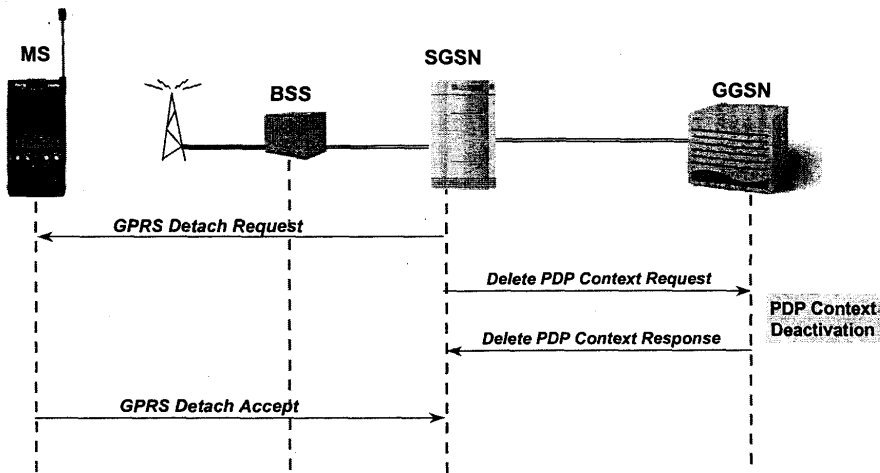 MS
BSS
SGSN
GGSN
GPRS Detach Request
Delete PDP Context Request
PDP Context
Deactivation
Delete PDP Context Response
GPRS Detach Accept